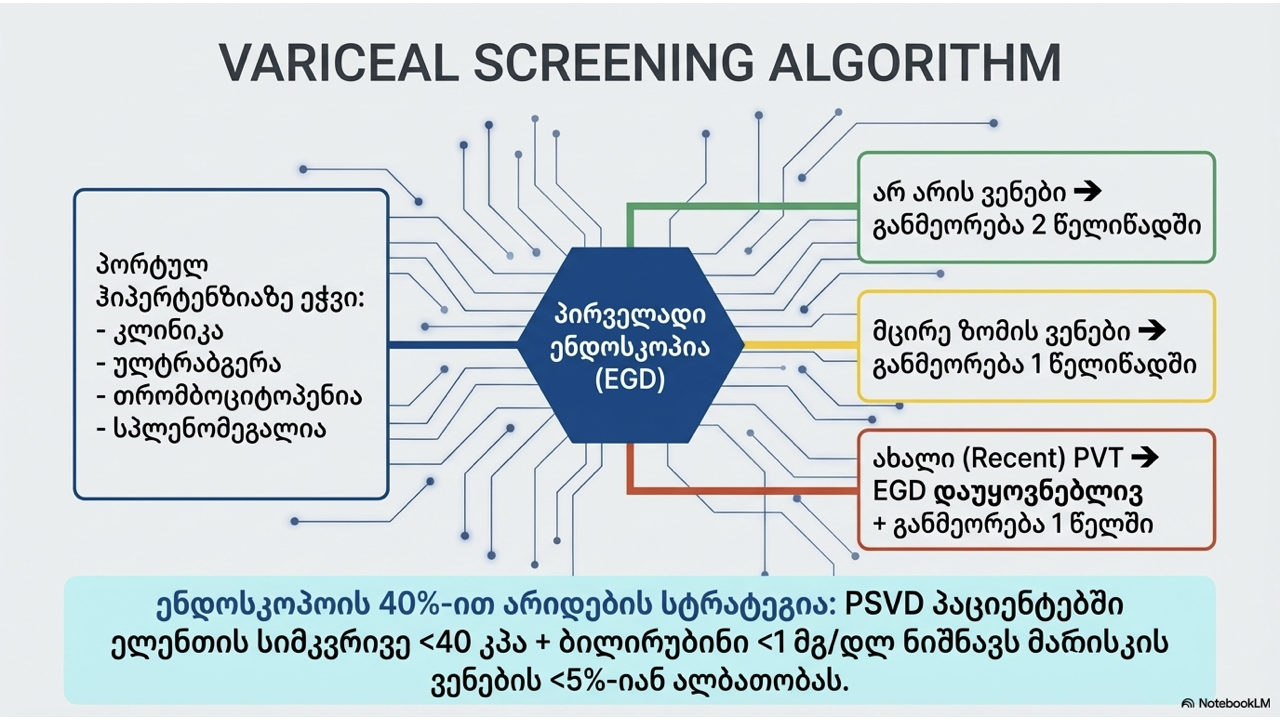 VARICEAL SCREENING ALGORITHM
პორტულ
ჰიპერტენზიაზე ეჭვი:
- კლინიკა
- ულტრაბგერა
- თრომბოციტოპენია
- სპლენომეგალია
პირველადი
ენდოსკოპია
(EGD)
არ არის ვენები ➔
განმეორება 2 წელიწადში
მცირე ზომის ვენები ➔
განმეორება 1 წელიწადში
ახალი (Recent) PVT ➔
EGD დაუყოვნებლივ
+ განმეორება 1 წელში
ენდოსკოპოის 40%-ით არიდების სტრატეგია: PSVD პაციენტებში
ელენთის სიმკვრივე <40 კპა + ბილირუბინი <1 მგ/დლ ნიშნავს
ვენების <5%-იან ალბათობას.
NotebookLM